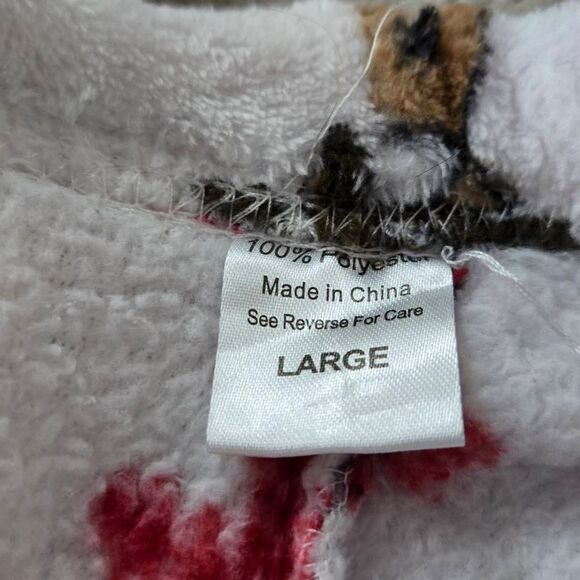 100% Polyester
Made in China
See Reverse For Care
LARGE